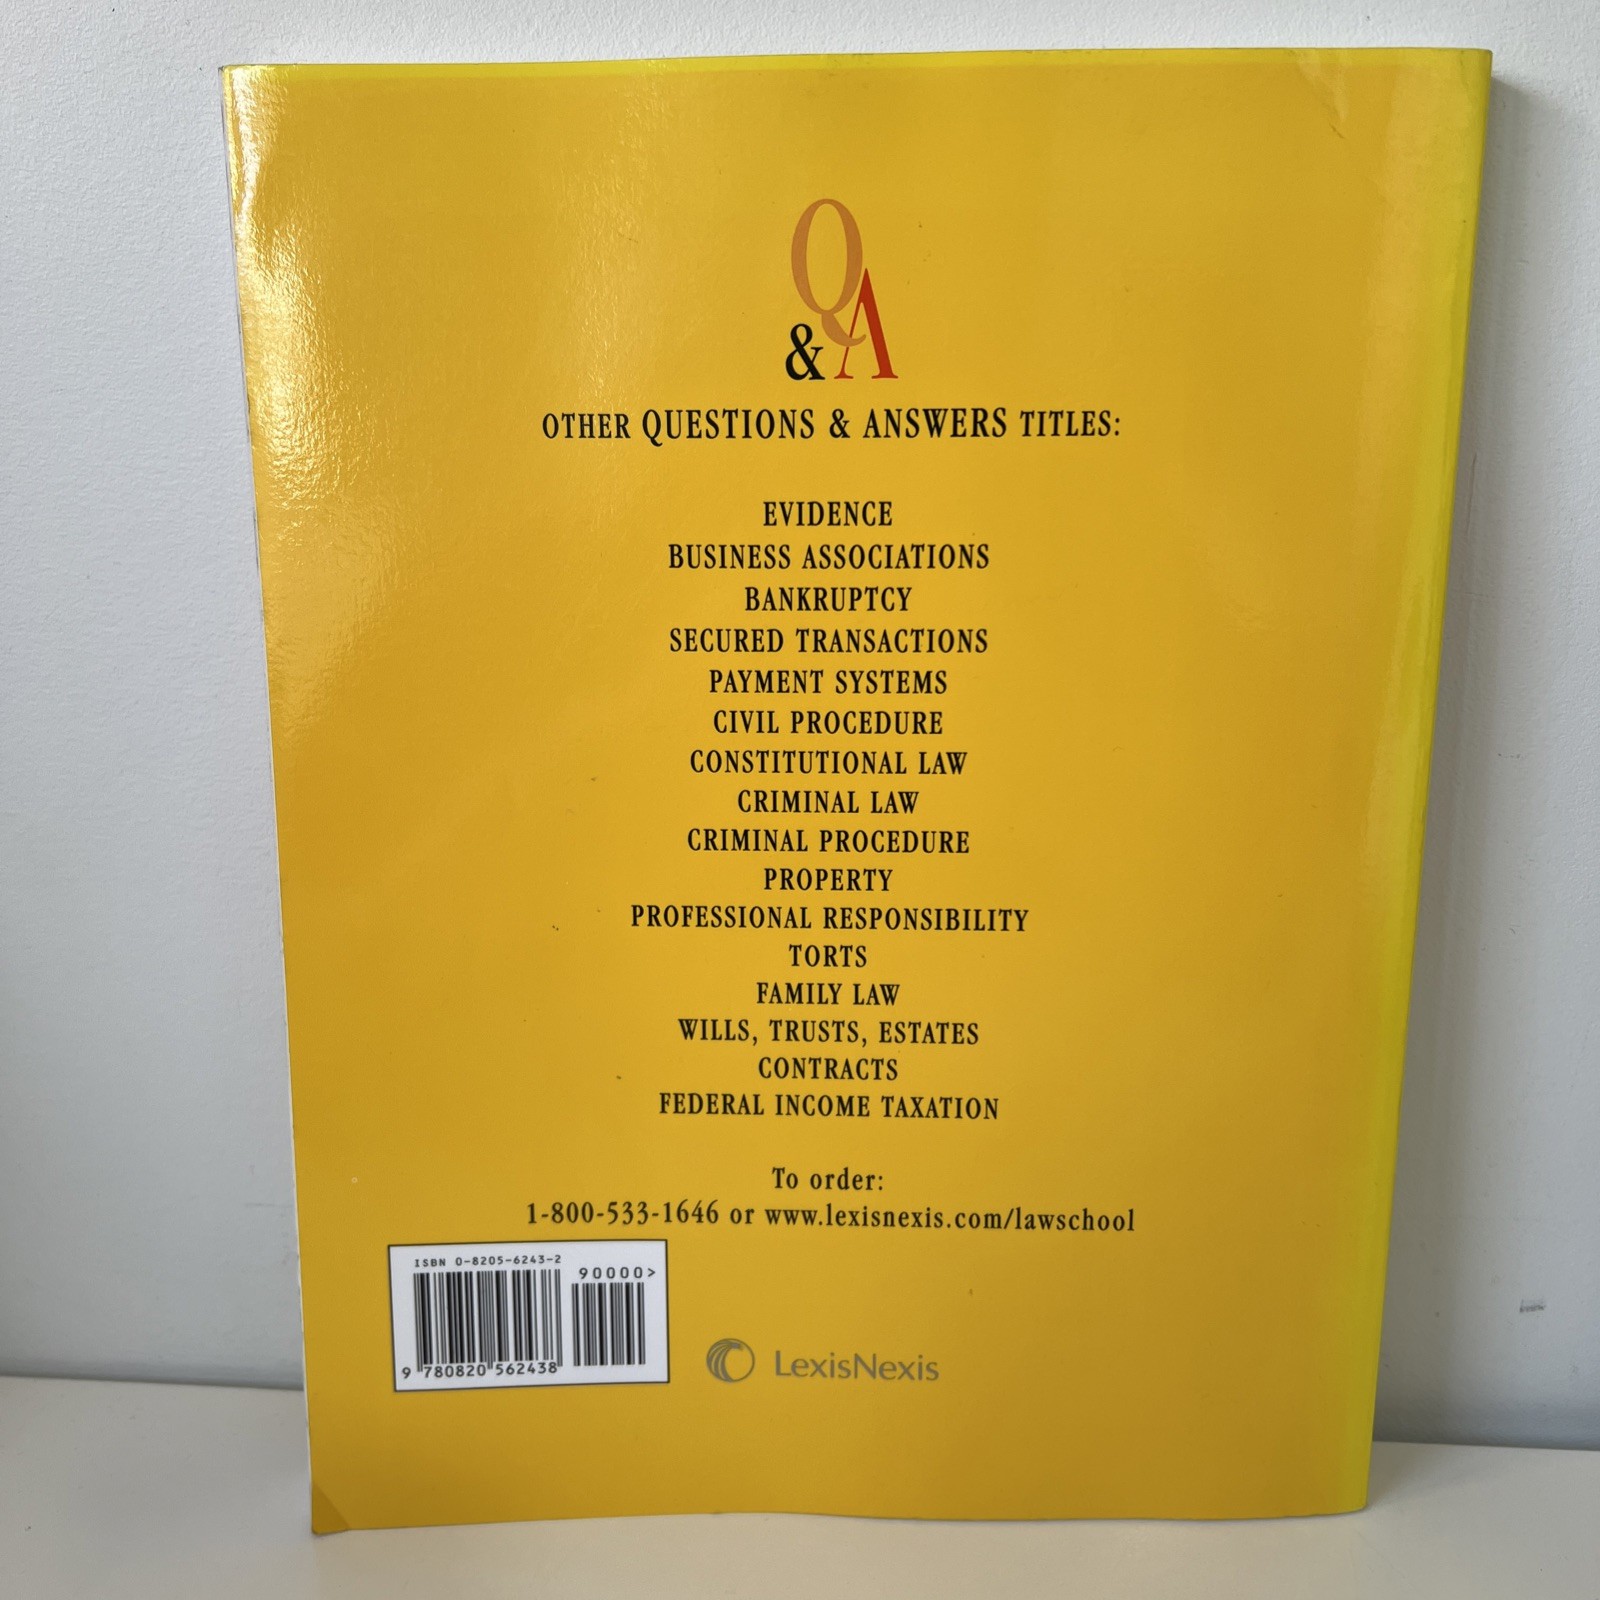 Q
& A
OTHER QUESTIONS & ANSWERS TITLES:
EVIDENCE
BUSINESS ASSOCIATIONS
BANKRUPTCY
SECURED TRANSACTIONS
PAYMENT SYSTEMS
CIVIL PROCEDURE
CONSTITUTIONAL LAW
CRIMINAL LAW
CRIMINAL PROCEDURE
PROPERTY
PROFESSIONAL RESPONSIBILITY
TORTS
FAMILY LAW
WILLS, TRUSTS, ESTATES
CONTRACTS
FEDERAL INCOME TAXATION
To order:
1-800-533-1646 or www.lexisnexis.com/lawschool
ISBN 0-8205-6243-2
90000>
9 780820 562438
LexisNexis